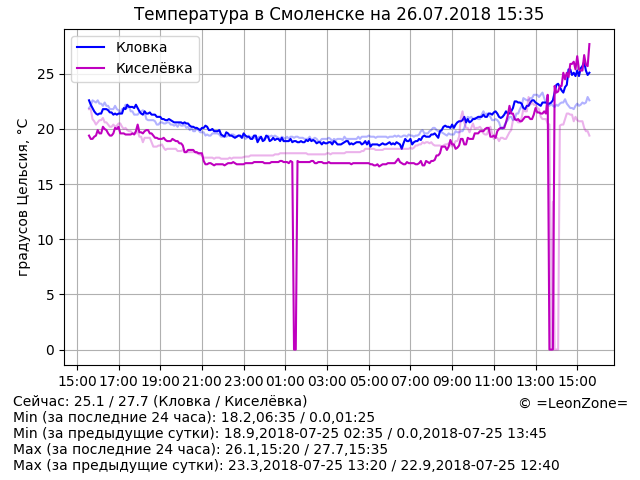 Температура в Смоленске на 26.07.2018 15:35
Кловка
Киселёвка
градусов Цельсия, °C
25
20
15
10
5
0
15:00 17:00 19:00 21:00 23:00 01:00 03:00 05:00 07:00 09:00 11:00 13:00 15:00
Сейчас: 25.1 / 27.7 (Кловка / Киселёвка)
© =LeonZone=
Min (за последние 24 часа): 18.2,06:35 / 0.0,01:25
Min (за предыдущие сутки): 18.9,2018-07-25 02:35 / 0.0,2018-07-25 13:45
Max (за последние 24 часа): 26.1,15:20 / 27.7,15:35
Max (за предыдущие сутки): 23.3,2018-07-25 13:20 / 22.9,2018-07-25 12:40